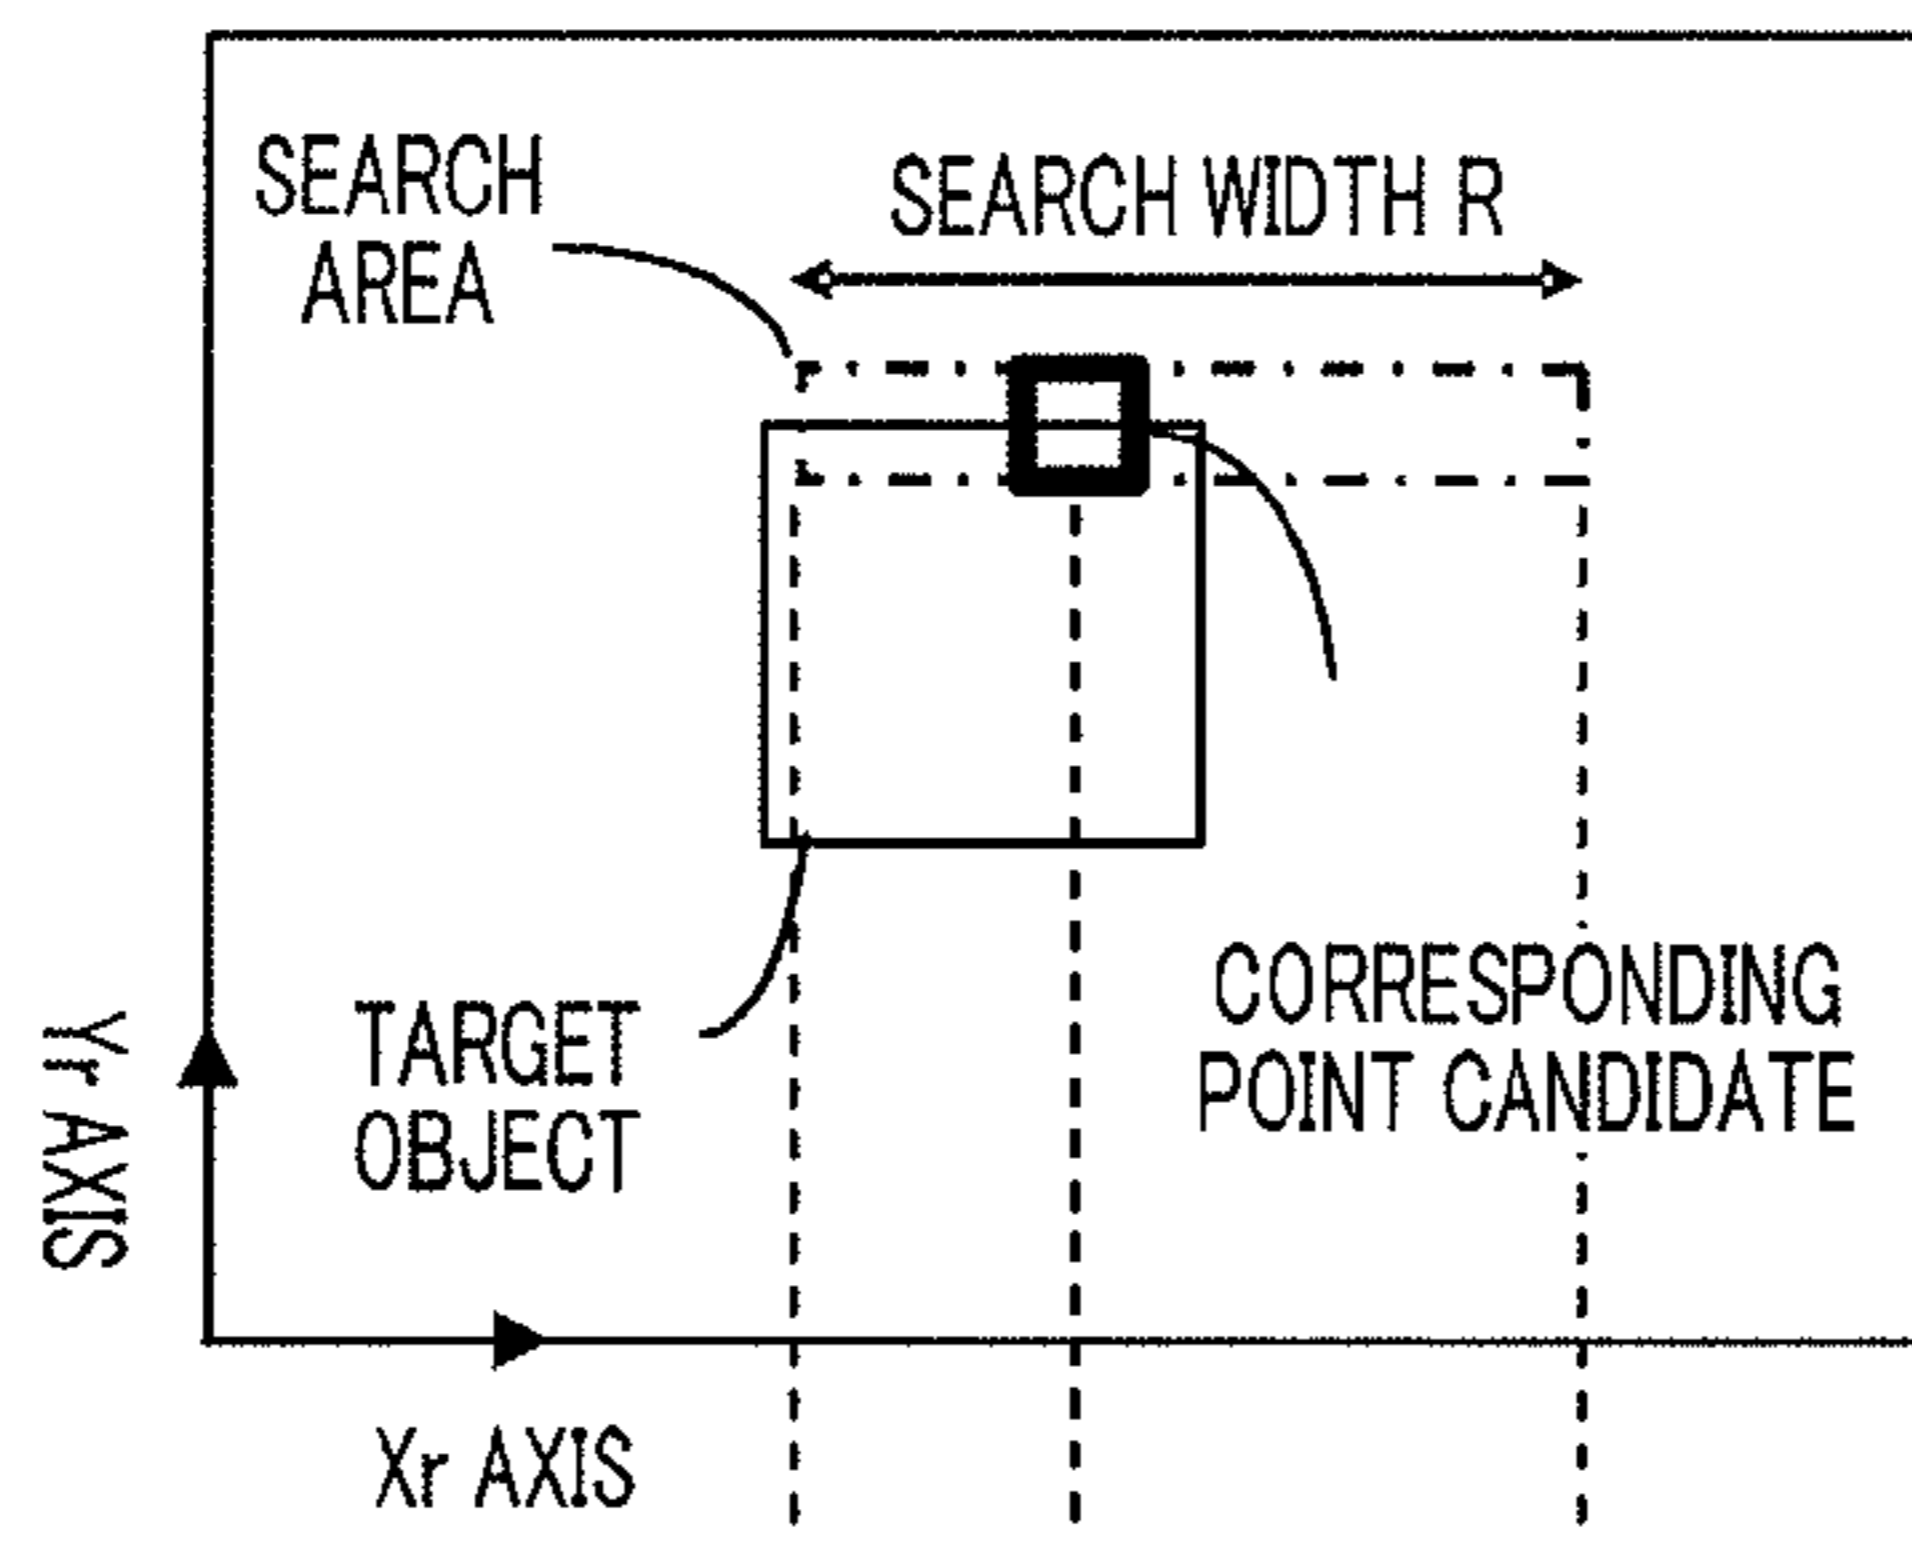 SEARCH
AREA
SEARCH WIDTH R
TARGET
OBJECT
CORRESPONDING
POINT CANDIDATE
Yr AXIS
Xr AXIS